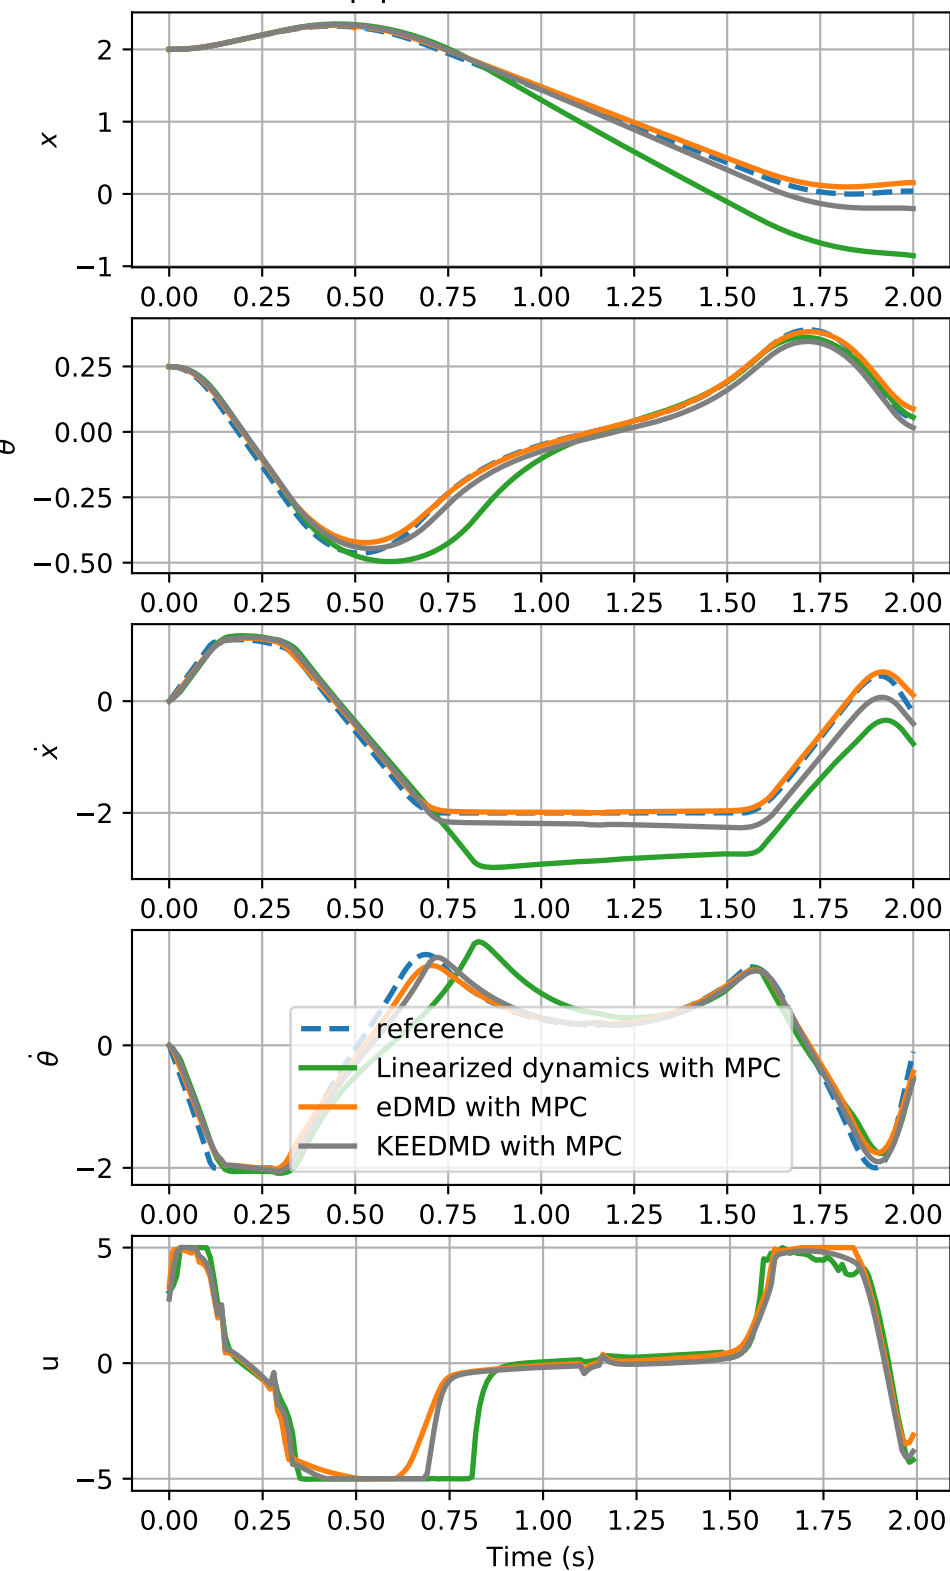 2
1
0
−1
x
0.00 0.25 0.50 0.75 1.00 1.25 1.50 1.75 2.00
0.25
0.00
−0.25
−0.50
θ
0.00 0.25 0.50 0.75 1.00 1.25 1.50 1.75 2.00
0
−2
ẋ
0.00 0.25 0.50 0.75 1.00 1.25 1.50 1.75 2.00
0
−2
θ̇
reference
Linearized dynamics with MPC
eDMD with MPC
KEEDMD with MPC
0.00 0.25 0.50 0.75 1.00 1.25 1.50 1.75 2.00
5
0
−5
u
0.00 0.25 0.50 0.75 1.00 1.25 1.50 1.75 2.00
Time (s)